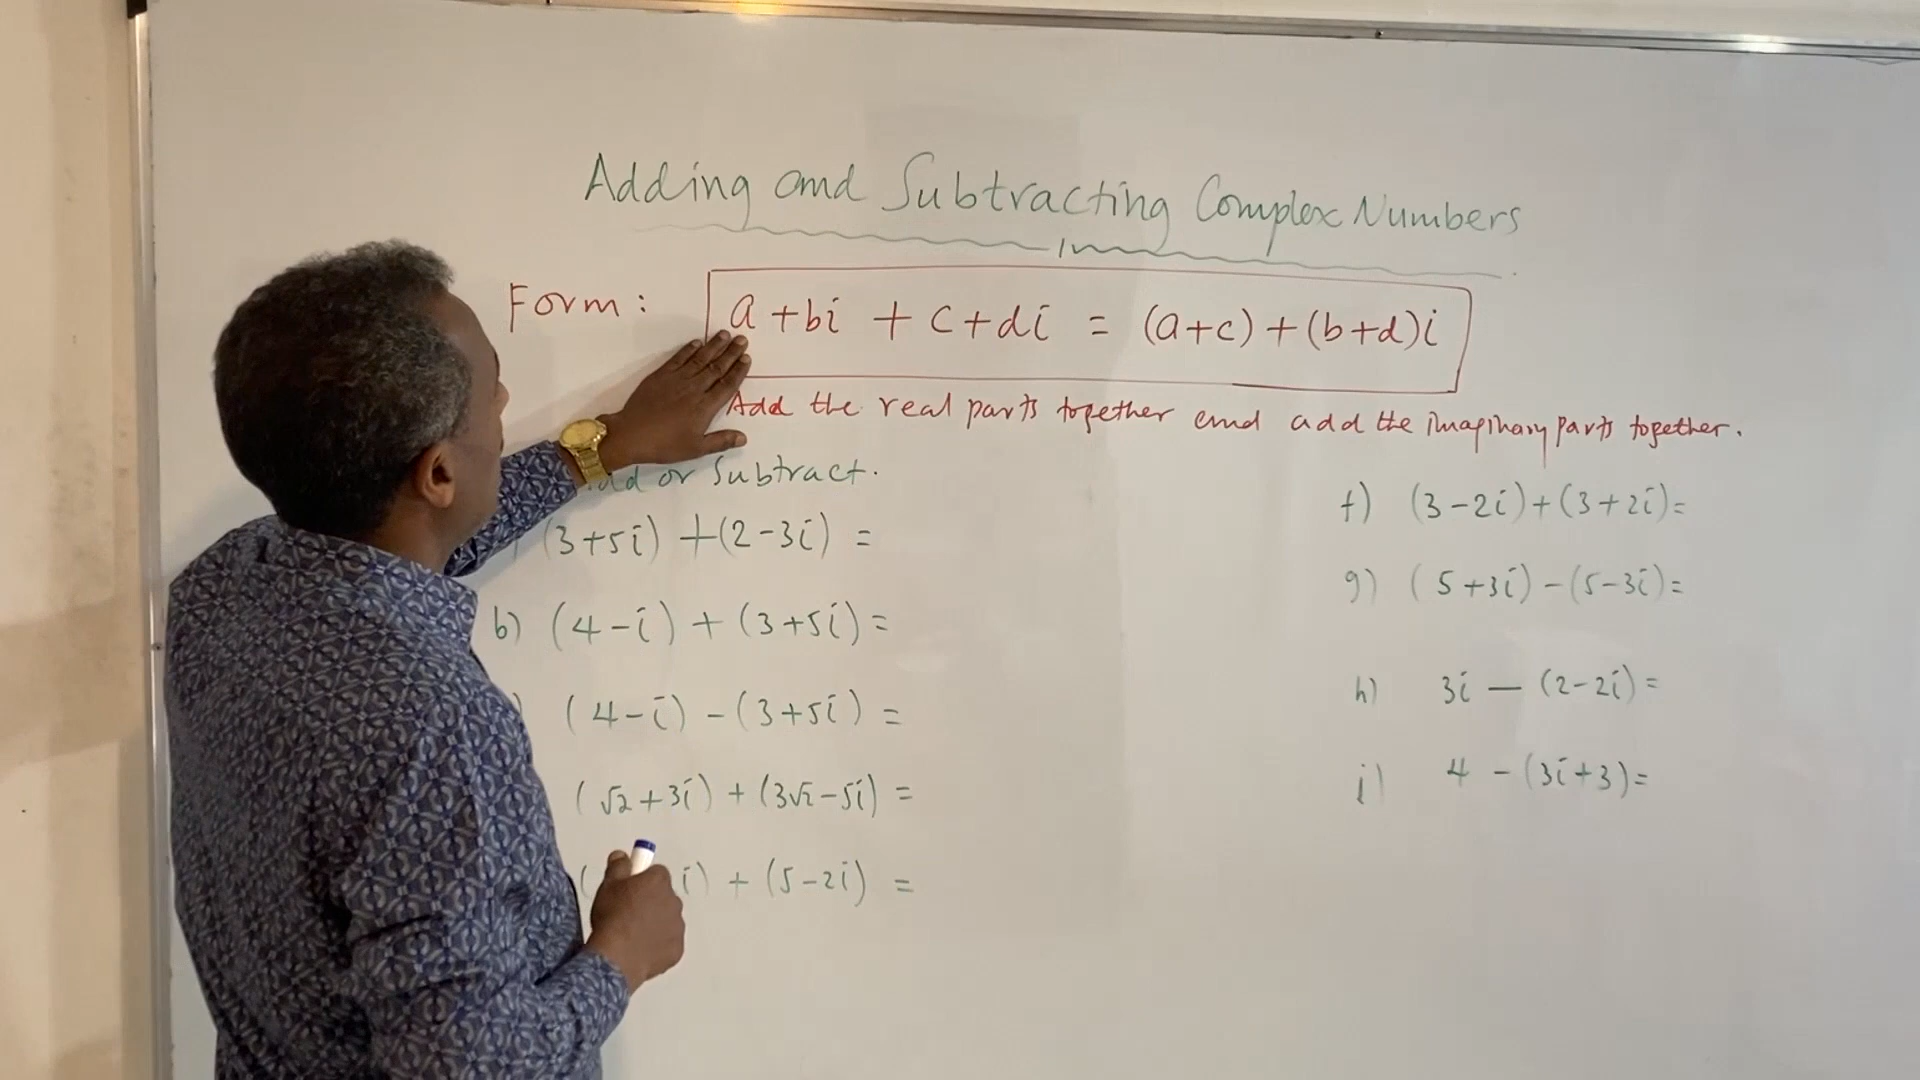 Adding and Subtracting Complex Numbers
Form: a+bi + c+di = (a+c)+(b+d)i
Add the real parts together and add the imaginary parts together.
or Subtract.
(3+5i) +(2-3i) =
b) (4-i) + (3+5i) =
(4-i) - (3+5i) =
(√2+3i) + (3√2-5i) =
( i) + (5-2i) =
f) (3-2i)+(3+2i)=
g) (5+3i)-(5-3i)=
h) 3i — (2-2i)=
i) 4 - (3i+3)=